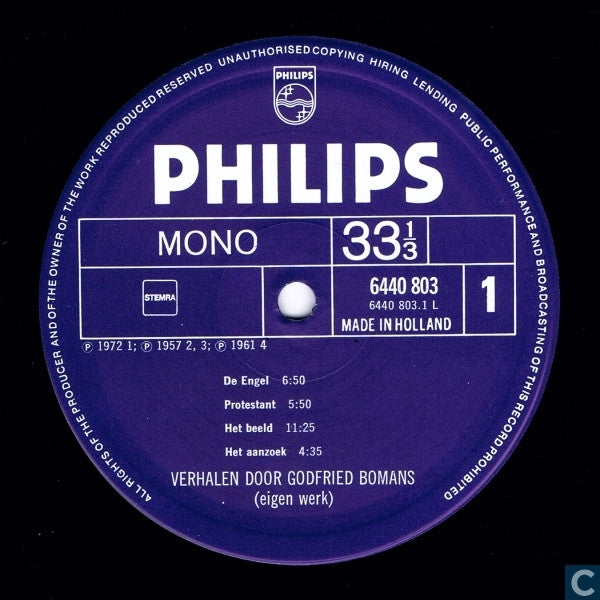 ALL RIGHTS OF THE PRODUCER AND OF THE OWNER OF THE WORK REPRODUCED RESERVED UNAUTHORISED COPYING HIRING LENDING PUBLIC PERFORMANCE AND BROADCASTING OF THIS RECORD PROHIBITED
PHILIPS
PHILIPS
MONO
33 1/3
STEMRA
6440 803
6440 803.1 L
MADE IN HOLLAND
1
℗ 1972 1; ℗ 1957 2, 3; ℗ 1961 4
De Engel 6:50
Protestant 5:50
Het beeld 11:25
Het aanzoek 4:35
VERHALEN DOOR GODFRIED BOMANS
(eigen werk)
C